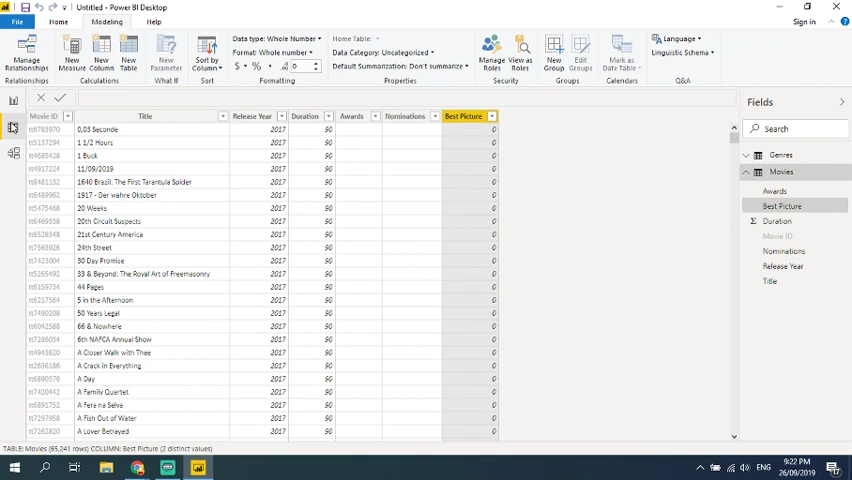 Untitled - Power BI Desktop
File Home Modeling Help Sign in
Manage Relationships
Relationships
New Measure
New Column
New Table
Calculations
New Parameter
What If
Sort by Column
Sort
Data type: Whole Number
Format: Whole number
$ % , .00 0
Formatting
Home Table:
Data Category: Uncategorized
Default Summarization: Don't summarize
Properties
Manage Roles
View as Roles
Security
New Group
Edit Groups
Groups
Mark as Date Table
Calendars
Language
Linguistic Schema
Q&A
Movie ID Title Release Year Duration Awards Nominations Best Picture
tt6783970 0,03 Seconde 2017 90 0
tt5137294 1 1/2 Hours 2017 90 0
tt4685428 1 Buck 2017 90 0
tt4917224 11/09/2019 2017 90 0
tt8481132 1640 Brazil: The First Tarantula Spider 2017 90 0
tt6489962 1917 - Der wahre Oktober 2017 90 0
tt5475468 20 Weeks 2017 90 0
tt6469338 20th Circuit Suspects 2017 90 0
tt6528348 21st Century America 2017 90 0
tt7563926 24th Street 2017 90 0
tt7423004 30 Day Promise 2017 90 0
tt5265492 33 & Beyond: The Royal Art of Freemasonry 2017 90 0
tt6159614 44 Pages 2017 90 0
tt6217564 5 in the Afternoon 2017 90 0
tt7490208 50 Years Legal 2017 90 0
tt6042588 66 & Nowhere 2017 90 0
tt7286034 6th NAFCA Annual Show 2017 90 0
tt4943620 A Closer Walk with Thee 2017 90 0
tt2636186 A Crack in Everything 2017 90 0
tt6890376 A Day 2017 90 0
tt7420442 A Family Quartet 2017 90 0
tt6891752 A Fera na Selva 2017 90 0
tt7297958 A Fish Out of Water 2017 90 0
tt7262820 A Lover Betrayed 2017 90 0
Fields
Search
Genres
Movies
Awards
Best Picture
Σ Duration
Movie ID
Nominations
Release Year
Title
TABLE: Movies (65,241 rows) COLUMN: Best Picture (2 distinct values)
ENG
9:22 PM
26/09/2019
17